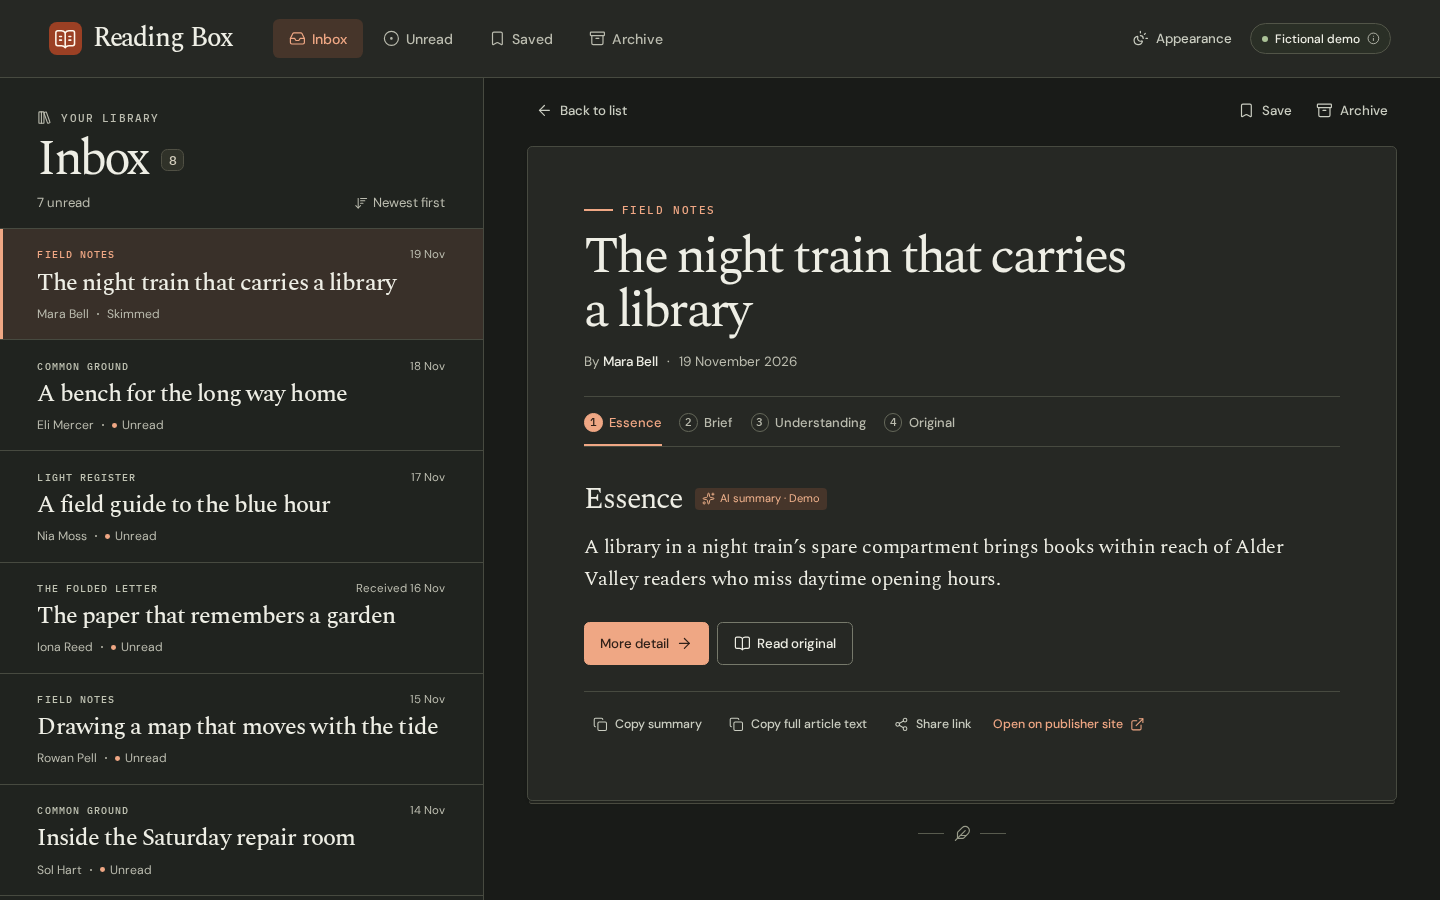 Reading Box
Inbox
Unread
Saved
Archive
Appearance
Fictional demo
YOUR LIBRARY
Inbox 8
7 unread
Newest first
FIELD NOTES
19 Nov
The night train that carries a library
Mara Bell · Skimmed
COMMON GROUND
18 Nov
A bench for the long way home
Eli Mercer · Unread
LIGHT REGISTER
17 Nov
A field guide to the blue hour
Nia Moss · Unread
THE FOLDED LETTER
Received 16 Nov
The paper that remembers a garden
Iona Reed · Unread
FIELD NOTES
15 Nov
Drawing a map that moves with the tide
Rowan Pell · Unread
COMMON GROUND
14 Nov
Inside the Saturday repair room
Sol Hart · Unread
Back to list
Save
Archive
FIELD NOTES
The night train that carries
a library
By Mara Bell · 19 November 2026
1 Essence
2 Brief
3 Understanding
4 Original
Essence
AI summary · Demo
A library in a night train’s spare compartment brings books within reach of Alder
Valley readers who miss daytime opening hours.
More detail
Read original
Copy summary
Copy full article text
Share link
Open on publisher site